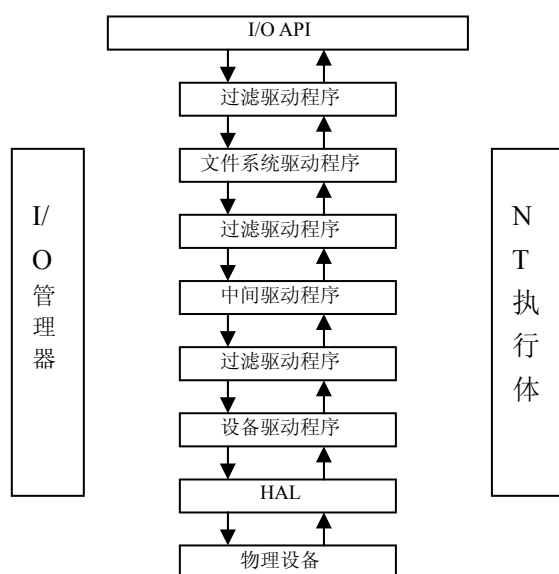 I/O API
过滤驱动程序
文件系统驱动程序
过滤驱动程序
中间驱动程序
过滤驱动程序
设备驱动程序
HAL
物理设备
I/
O
管
理
器
N
T
执
行
体